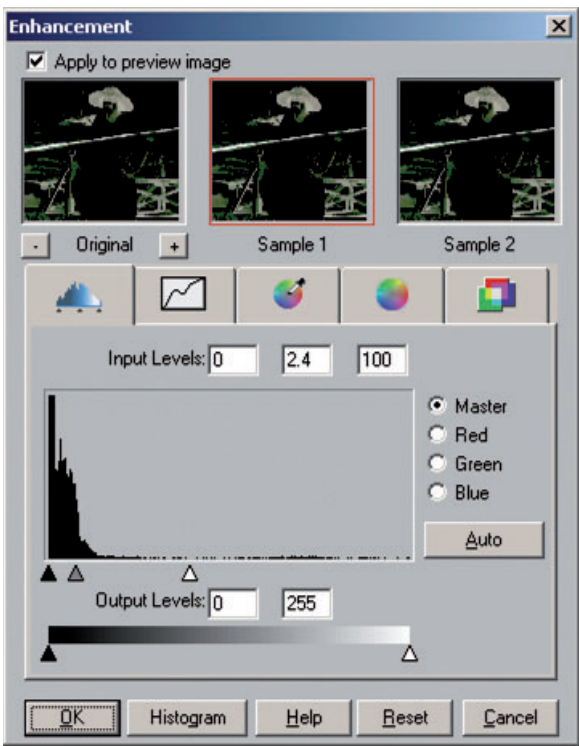 Enhancement
Apply to preview image
- Original + Sample 1 Sample 2
Input Levels: 0 2.4 100
Master
Red
Green
Blue
Auto
Output Levels: 0 255
OK Histogram Help Reset Cancel